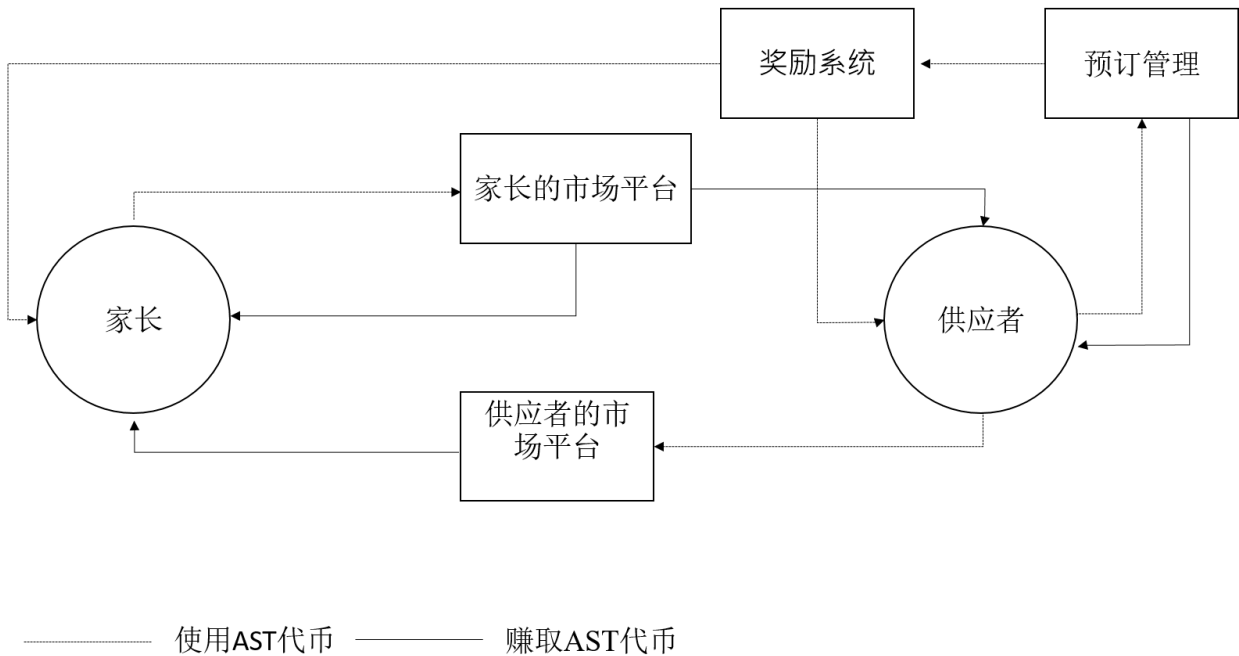 奖励系统
预订管理
家长的市场平台
家长
供应者
供应者的市
场平台
使用AST代币
赚取AST代币